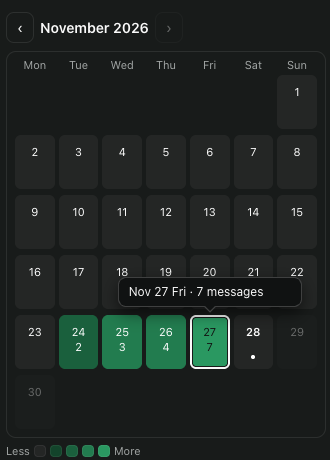 ‹ November 2026 ›
Mon Tue Wed Thu Fri Sat Sun
1
2 3 4 5 6 7 8
9 10 11 12 13 14 15
16 17 18 19 20 21 22
Nov 27 Fri · 7 messages
23 24 25 26 27 28 29
2 3 4 7
30
Less More